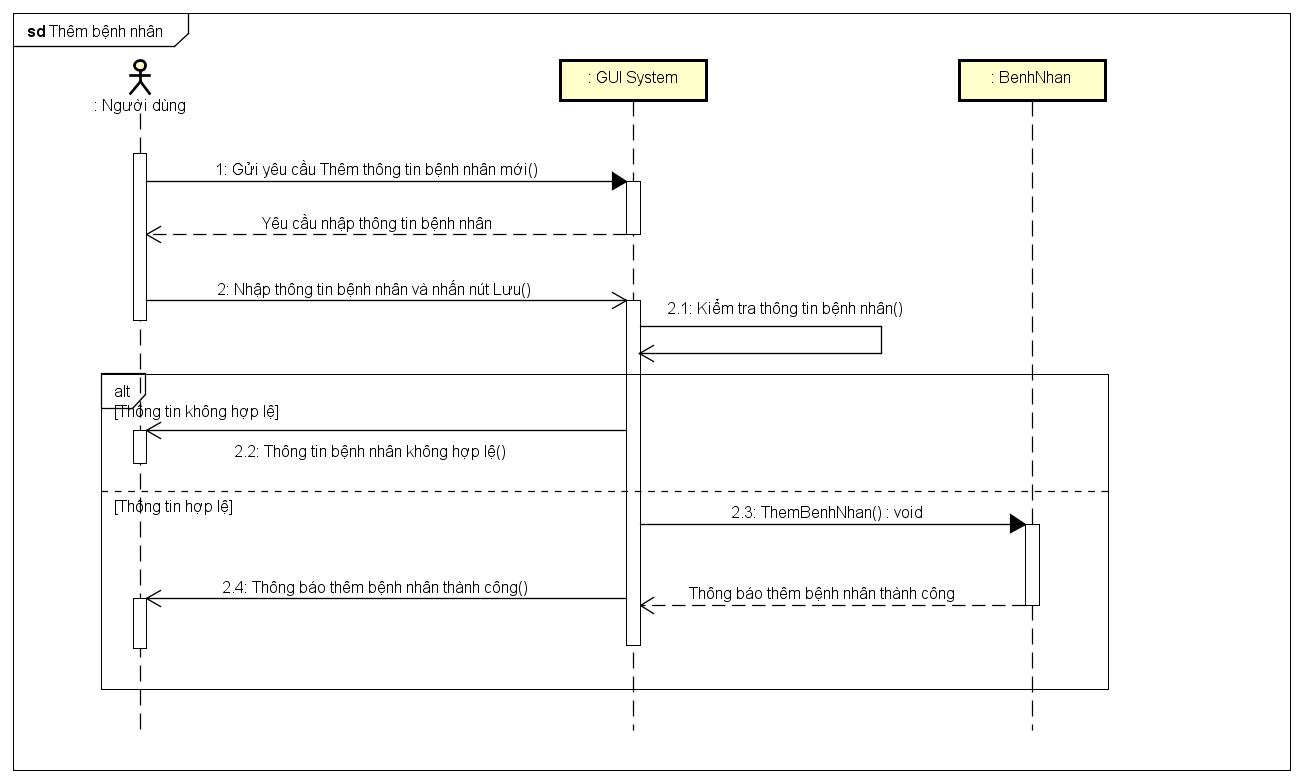 sd Thêm bệnh nhân
: Người dùng
: GUI System
: BenhNhan
1: Gửi yêu cầu Thêm thông tin bệnh nhân mới()
Yêu cầu nhập thông tin bệnh nhân
2: Nhập thông tin bệnh nhân và nhấn nút Lưu()
2.1: Kiểm tra thông tin bệnh nhân()
alt
[Thông tin không hợp lệ]
2.2: Thông tin bệnh nhân không hợp lệ()
[Thông tin hợp lệ]
2.3: ThemBenhNhan() : void
2.4: Thông báo thêm bệnh nhân thành công()
Thông báo thêm bệnh nhân thành công